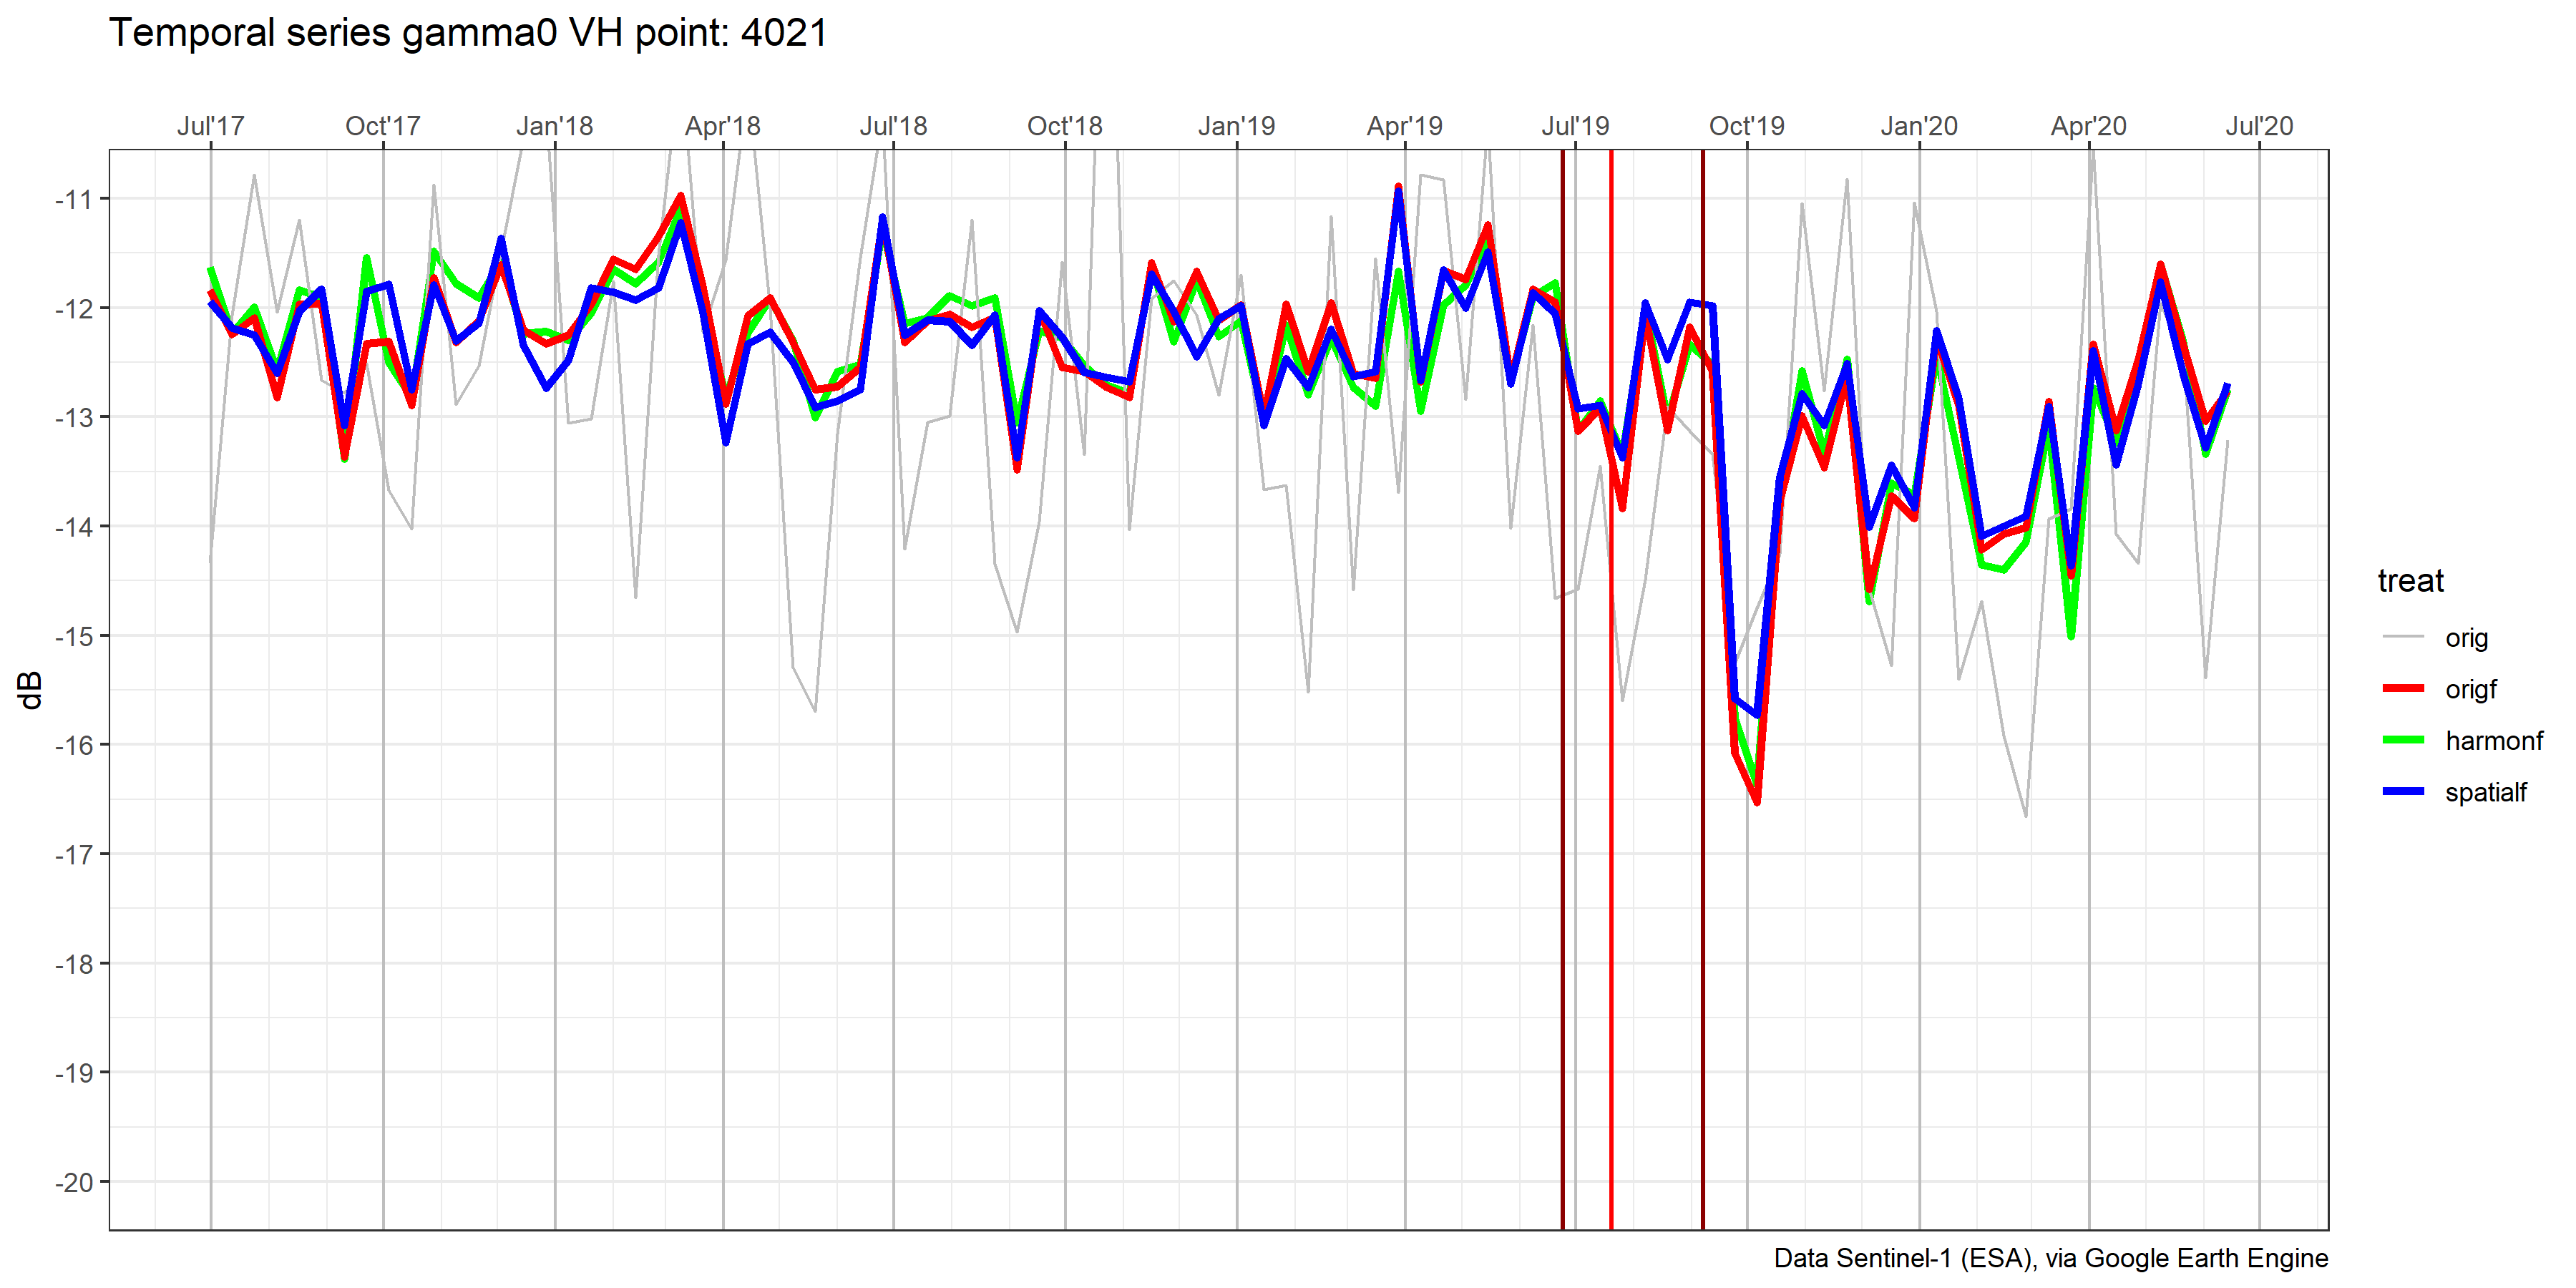 Temporal series gamma0 VH point: 4021
Jul'17 Oct'17 Jan'18 Apr'18 Jul'18 Oct'18 Jan'19 Apr'19 Jul'19 Oct'19 Jan'20 Apr'20 Jul'20
-11
-12
-13
-14
-15
-16
-17
-18
-19
-20
dB
treat
orig
origf
harmonf
spatialf
Data Sentinel-1 (ESA), via Google Earth Engine